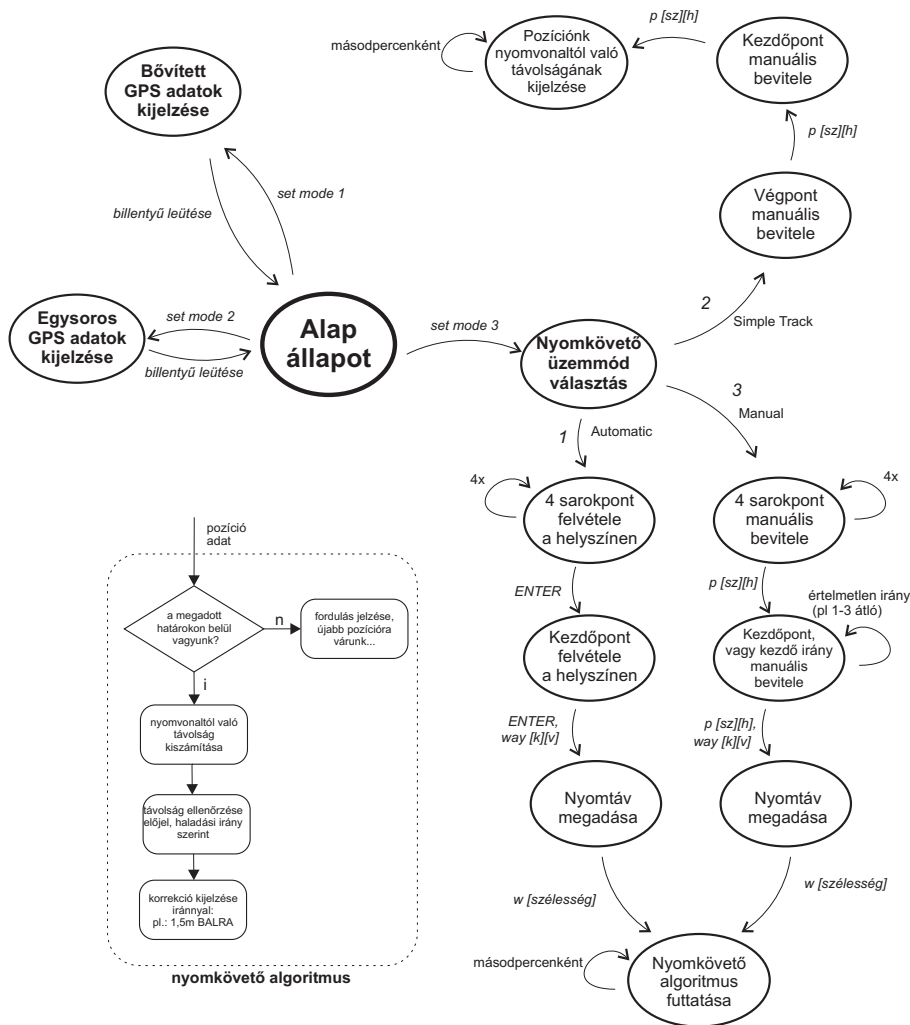 p [sz][h]
másodpercenként
Pozíciónk
nyomvonaltól való
távolságának
kijelzése
Kezdőpont
manuális
bevitele
Bővített
GPS adatok
kijelzése
p [sz][h]
set mode 1
billentyű leütése
Végpont
manuális
bevitele
Egysoros
GPS adatok
kijelzése
set mode 2
billentyű leütése
Alap
állapot
set mode 3
2
Simple Track
Nyomkövető
üzemmód
választás
3
Manual
1
Automatic
4x
4 sarokpont
felvétele
a helyszínen
4 sarokpont
manuális
bevitele
4x
ENTER
p [sz][h]
értelmetlen irány
(pl 1-3 átló)
Kezdőpont
felvétele
a helyszínen
Kezdőpont,
vagy kezdő irány
manuális
bevitele
ENTER,
way [k][v]
p [sz][h],
way [k][v]
Nyomtáv
megadása
Nyomtáv
megadása
w [szélesség]
w [szélesség]
másodpercenként
Nyomkövető
algoritmus
futtatása
pozíció
adat
a megadott
határokon belül
vagyunk?
n
fordulás jelzése,
újabb pozícióra
várunk...
i
nyomvonaltól való
távolság
kiszámítása
távolság ellenőrzése
előjel, haladási irány
szerint
korrekció kijelzése
iránnyal:
pl.: 1,5m BALRA
nyomkövető algoritmus